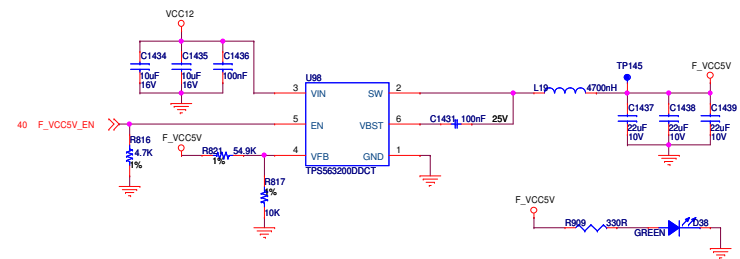 VCC12
C1434 C1435 C1436
10uF 10uF 100nF
16V 16V
U98
3 VIN SW 2
5 EN VBST 6
4 VFB GND 1
TPS563200DDCT
40 F_VCC5V_EN
R816
4.7K
1%
F_VCC5V
R821 54.9K
1%
R817
1%
10K
C1431 100nF 25V
L19 4700nH
TP145
F_VCC5V
C1437 C1438 C1439
22uF 22uF 22uF
10V 10V 10V
F_VCC5V
R909 330R D38
GREEN